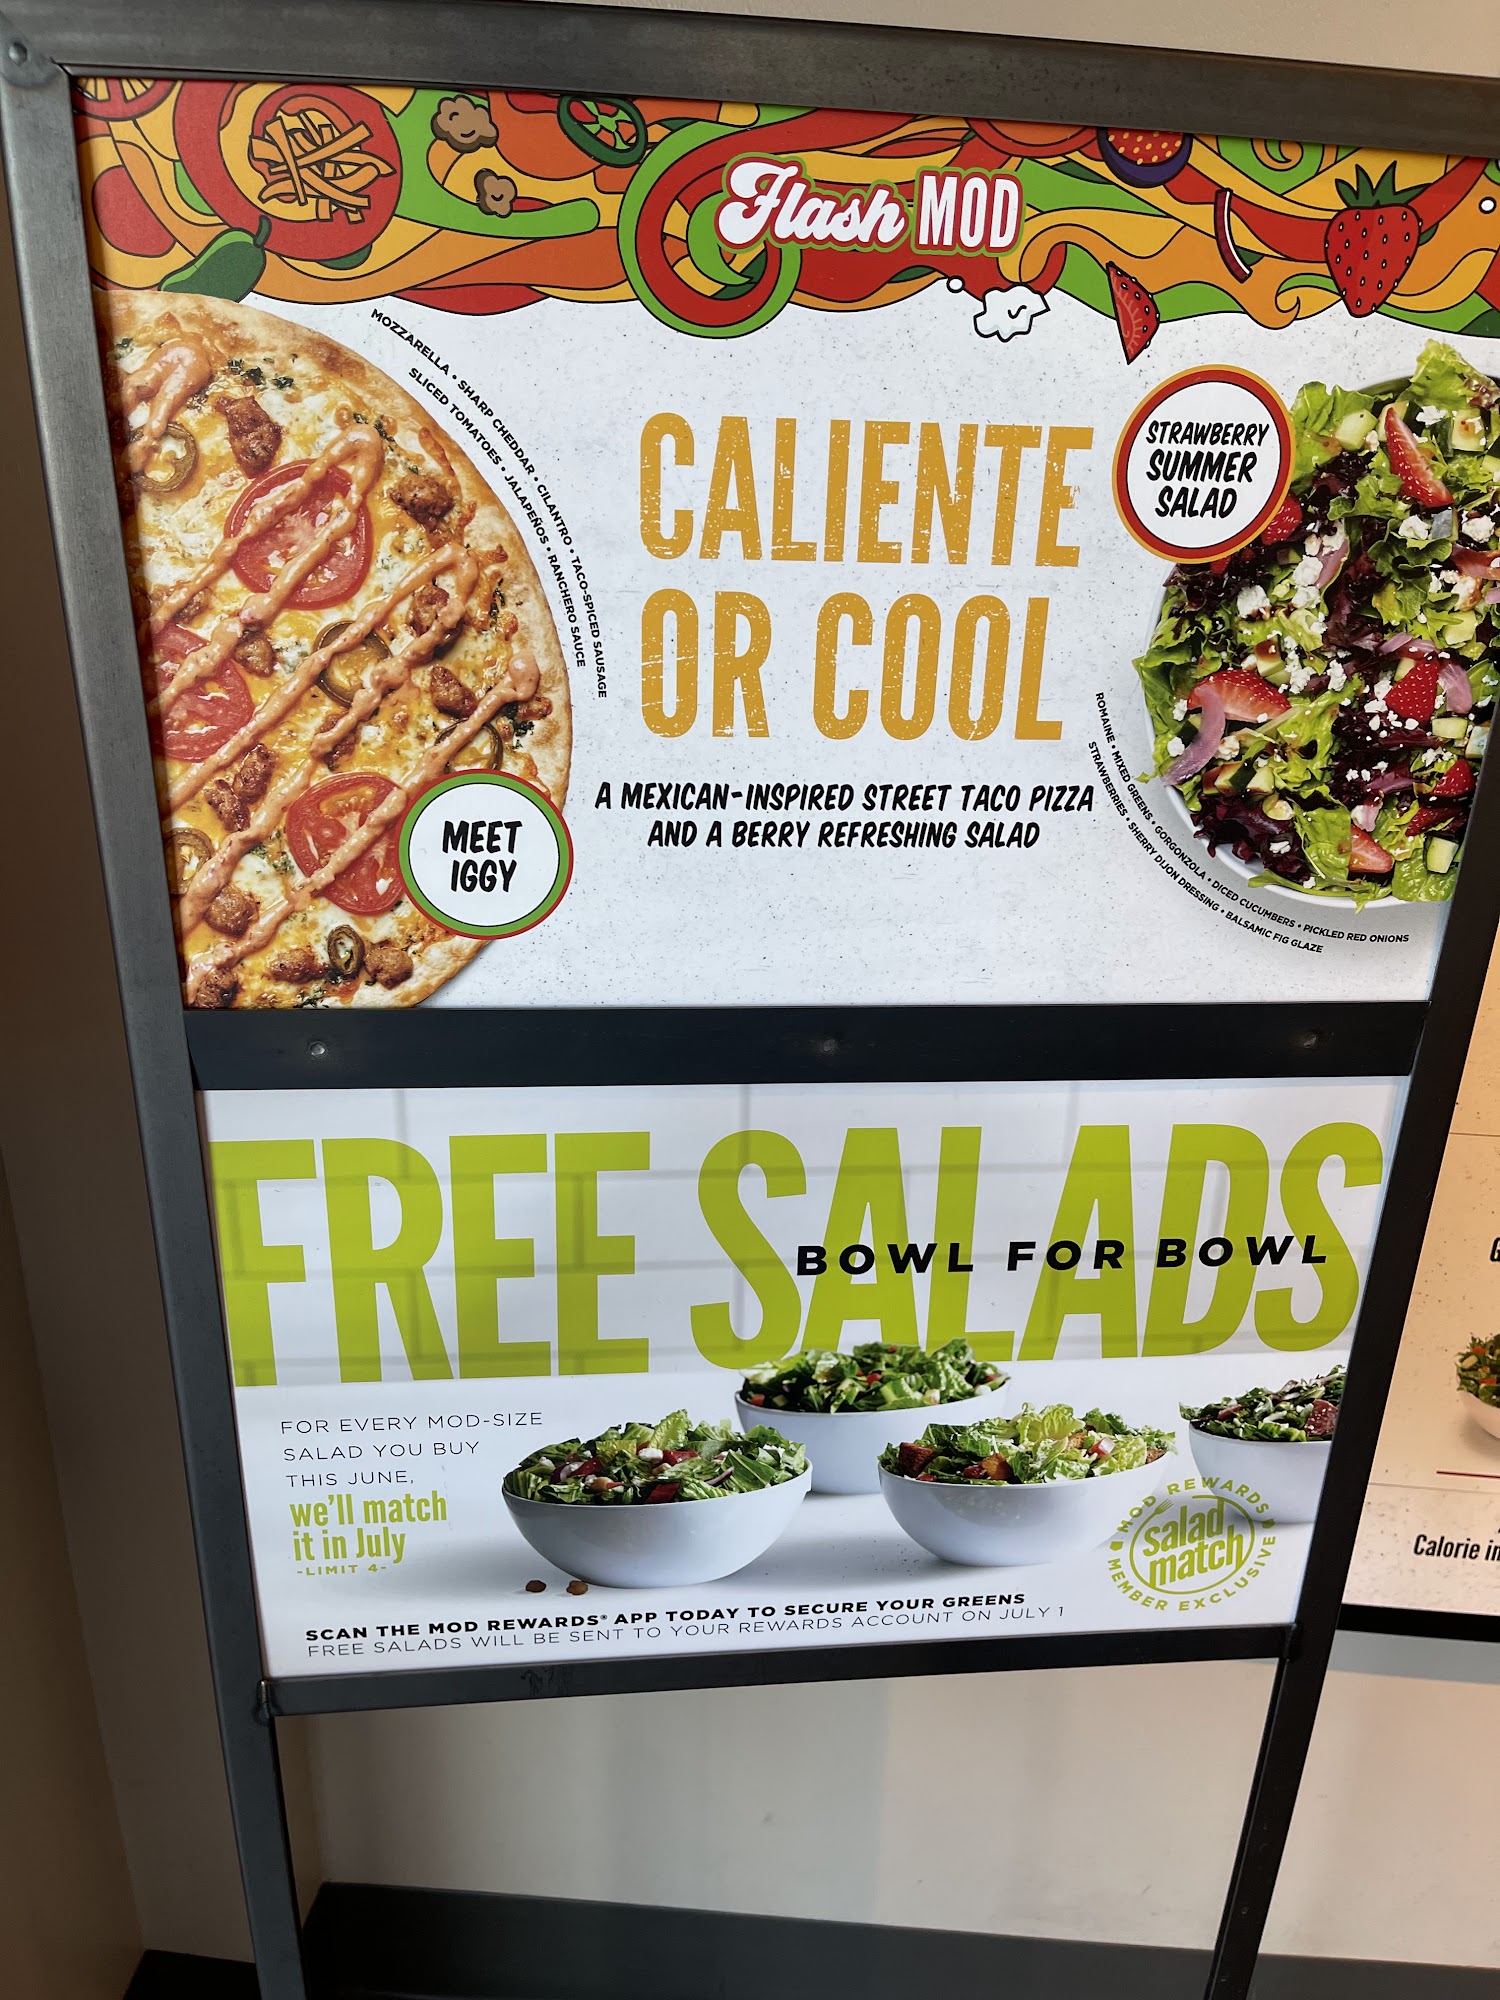 Flash MOD
MOZZARELLA • SHARP CHEDDAR • CILANTRO • TACO-SPICED SAUSAGE
SLICED TOMATOES • JALAPEÑOS • RANCHERO SAUCE
CALIENTE
OR COOL
STRAWBERRY
SUMMER
SALAD
A MEXICAN-INSPIRED STREET TACO PIZZA
AND A BERRY REFRESHING SALAD
MEET
IGGY
ROMAINE • MIXED GREENS • GORGONZOLA • DICED CUCUMBERS • PICKLED RED ONIONS
STRAWBERRIES • SHERRY DIJON DRESSING • BALSAMIC FIG GLAZE
FREE SALADS
BOWL FOR BOWL
FOR EVERY MOD-SIZE
SALAD YOU BUY
THIS JUNE,
we'll match
it in July
-LIMIT 4-
MOD REWARDS
salad
match
MEMBER EXCLUSIVE
SCAN THE MOD REWARDS® APP TODAY TO SECURE YOUR GREENS
FREE SALADS WILL BE SENT TO YOUR REWARDS ACCOUNT ON JULY 1
Calorie in